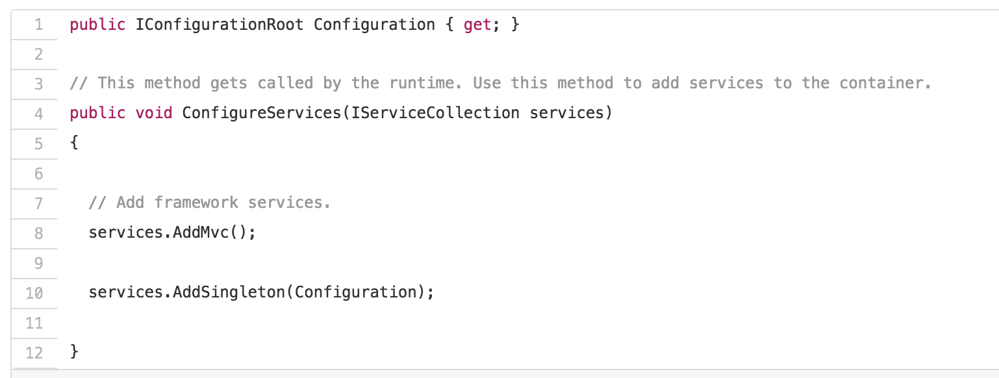 1 public IConfigurationRoot Configuration { get; }
2
3 // This method gets called by the runtime. Use this method to add services to the container.
4 public void ConfigureServices(IServiceCollection services)
5 {
6
7 // Add framework services.
8 services.AddMvc();
9
10 services.AddSingleton(Configuration);
11
12 }